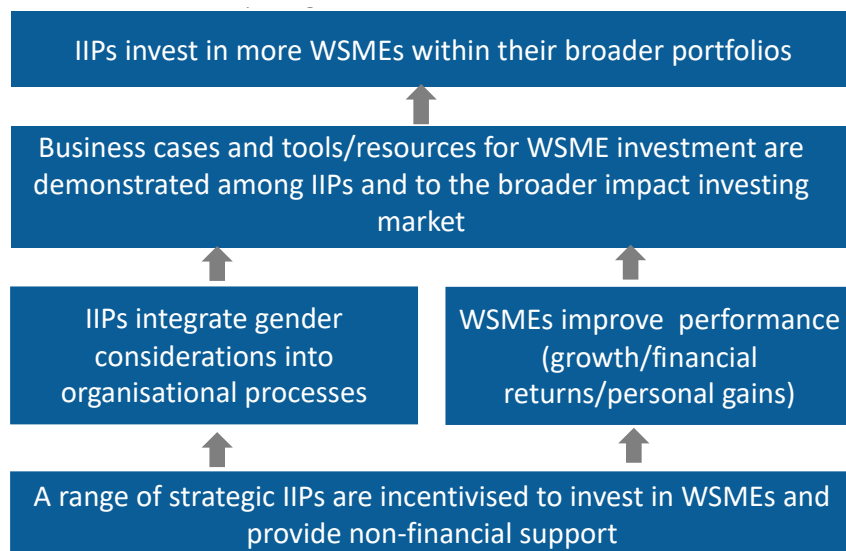 IIPs invest in more WSMEs within their broader portfolios
Business cases and tools/resources for WSME investment are
demonstrated among IIPs and to the broader impact investing
market
IIPs integrate gender
considerations into
organisational processes
WSMEs improve  performance
(growth/financial
returns/personal gains)
A range of strategic IIPs are incentivised to invest in WSMEs and
provide non-financial support